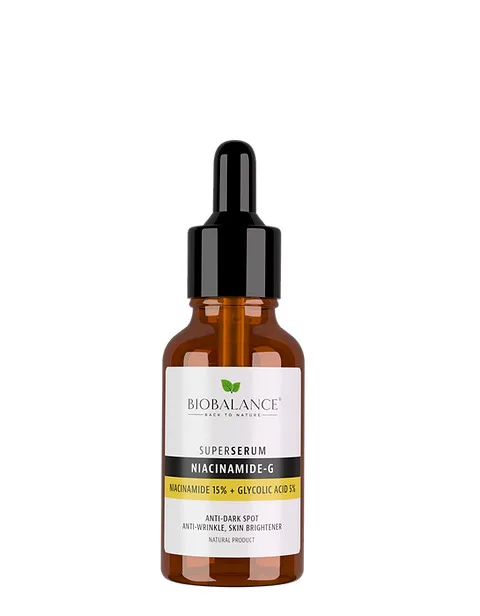 BIOBALANCE®
BACK TO NATURE
SUPERSERUM
NIACINAMIDE-G
NIACINAMIDE 15% + GLYCOLIC ACID 5%
ANTI-DARK SPOT
ANTI-WRINKLE, SKIN BRIGHTENER
NATURAL PRODUCT